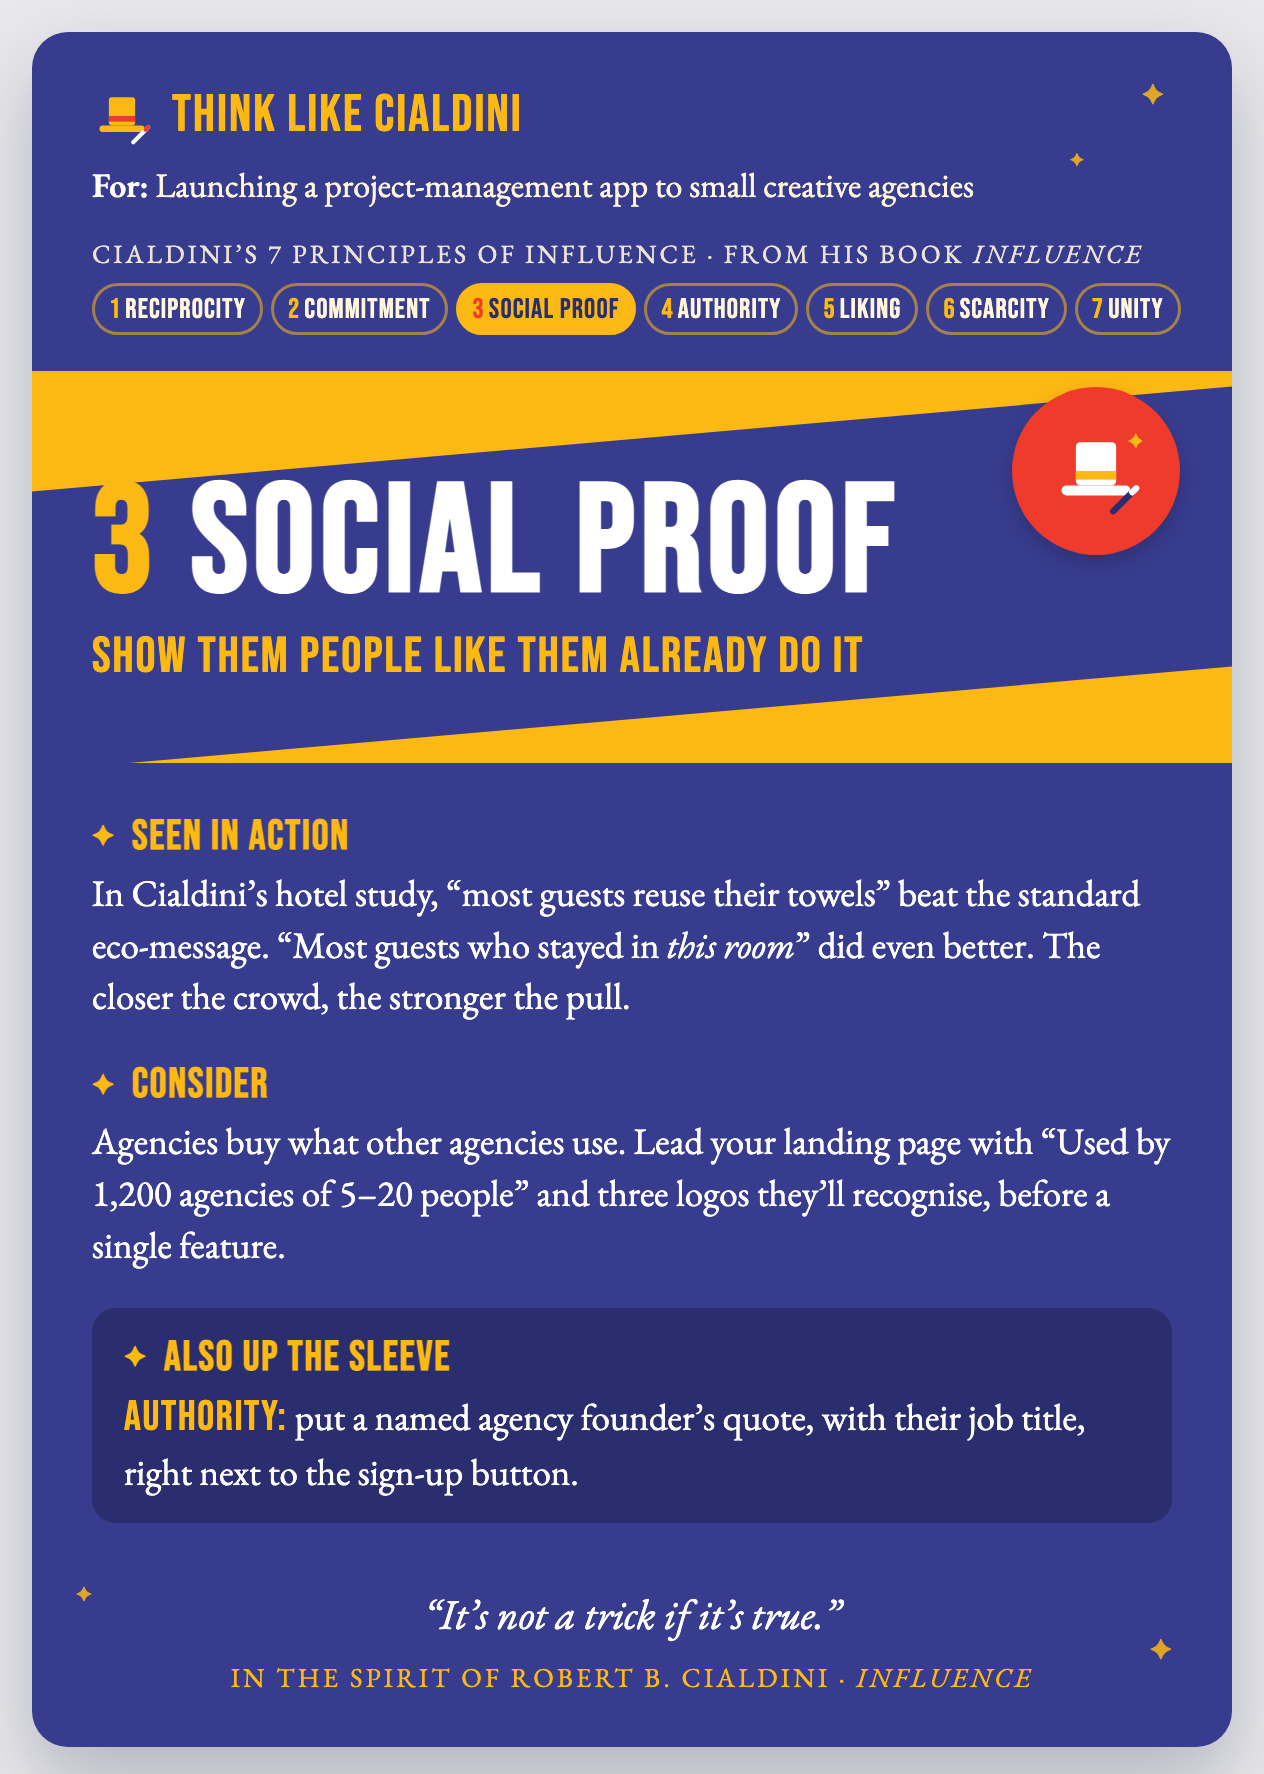 THINK LIKE CIALDINI
For: Launching a project-management app to small creative agencies
CIALDINI’S 7 PRINCIPLES OF INFLUENCE · FROM HIS BOOK INFLUENCE
1 RECIPROCITY 2 COMMITMENT 3 SOCIAL PROOF 4 AUTHORITY 5 LIKING 6 SCARCITY 7 UNITY
3 SOCIAL PROOF
SHOW THEM PEOPLE LIKE THEM ALREADY DO IT
SEEN IN ACTION
In Cialdini’s hotel study, “most guests reuse their towels” beat the standard
eco-message. “Most guests who stayed in this room” did even better. The
closer the crowd, the stronger the pull.
CONSIDER
Agencies buy what other agencies use. Lead your landing page with “Used by
1,200 agencies of 5–20 people” and three logos they’ll recognise, before a
single feature.
ALSO UP THE SLEEVE
AUTHORITY: put a named agency founder’s quote, with their job title,
right next to the sign-up button.
“It’s not a trick if it’s true.”
IN THE SPIRIT OF ROBERT B. CIALDINI · INFLUENCE